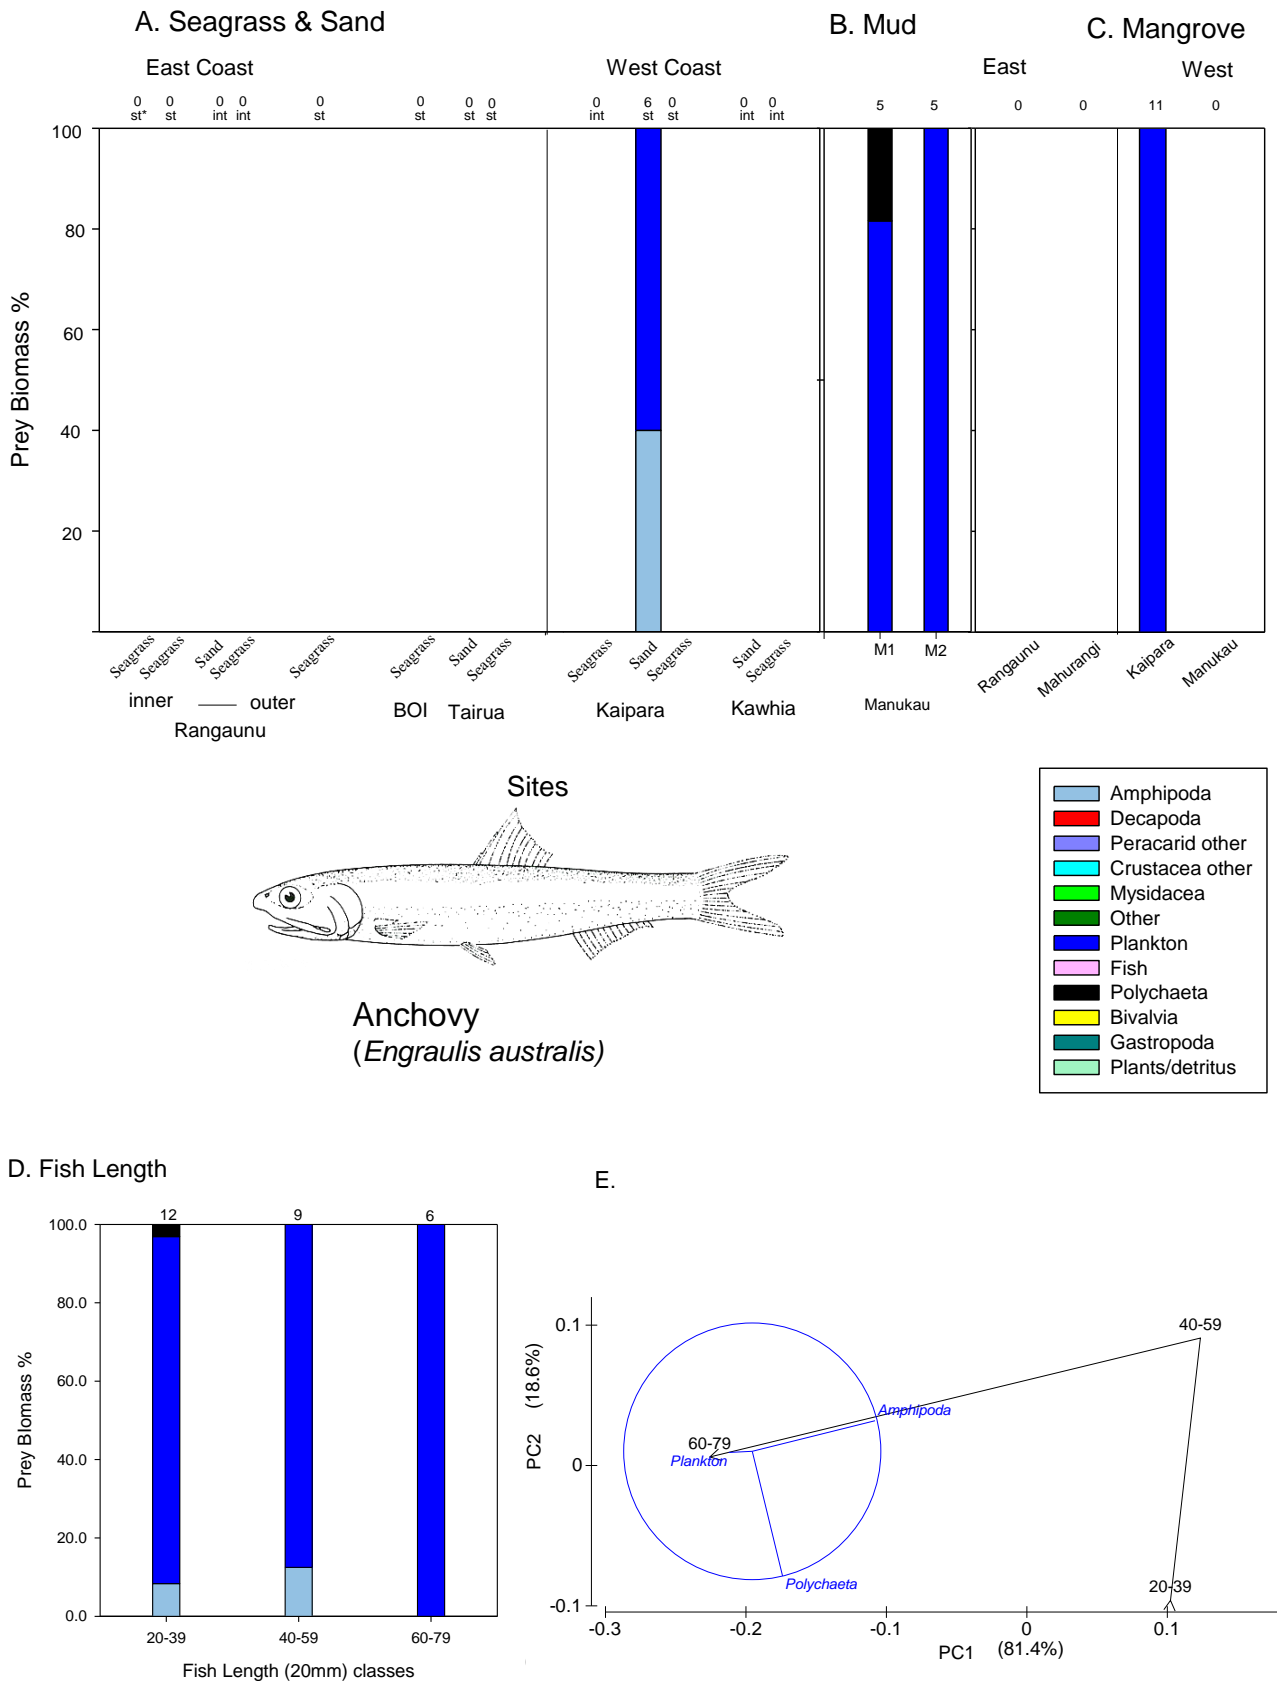 A. Seagrass & Sand
B. Mud
C. Mangrove
East Coast
West Coast
East
West
0 0 0 0 0 0 0 0 0 6 0 0 0 5 5 0 0 11 0
st* st int int st st st st int st st int int
Prey Biomass %
100
80
60
40
20
Seagrass Seagrass Sand Seagrass Seagrass Seagrass Sand Seagrass Seagrass Sand Seagrass Sand Seagrass M1 M2 Rangaunu Mahurangi Kaipara Manukau
inner outer
Rangaunu
BOI Tairua Kaipara Kawhia Manukau
Sites
Amphipoda
Decapoda
Peracarid other
Crustacea other
Mysidacea
Other
Plankton
Fish
Polychaeta
Bivalvia
Gastropoda
Plants/detritus
Anchovy
(Engraulis australis)
D. Fish Length
12 9 6
Prey BIomass %
100.0
80.0
60.0
40.0
20.0
0.0
20-39 40-59 60-79
Fish Length (20mm) classes
E.
PC2 (18.6%)
0.1
0
-0.1
40-59
Amphipoda
60-79
Plankton
Polychaeta
20-39
-0.3 -0.2 -0.1 0 0.1
PC1 (81.4%)